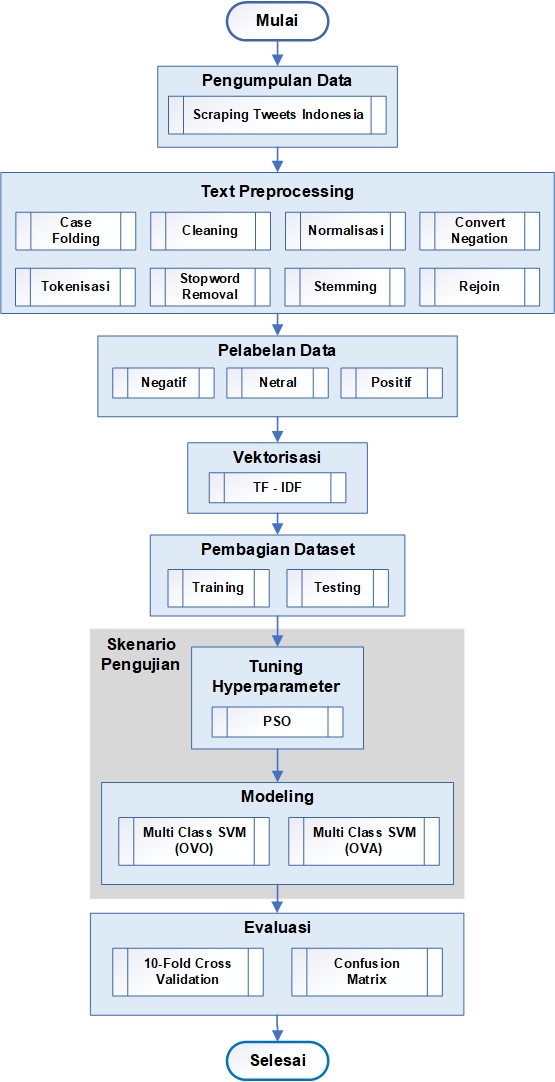 Mulai
Pengumpulan Data
Scraping Tweets Indonesia
Text Preprocessing
Case
Folding
Cleaning
Normalisasi
Convert
Negation
Tokenisasi
Stopword
Removal
Stemming
Rejoin
Pelabelan Data
Negatif
Netral
Positif
Vektorisasi
TF - IDF
Pembagian Dataset
Training
Testing
Skenario
Pengujian
Tuning
Hyperparameter
PSO
Modeling
Multi Class SVM
(OVO)
Multi Class SVM
(OVA)
Evaluasi
10-Fold Cross
Validation
Confusion
Matrix
Selesai